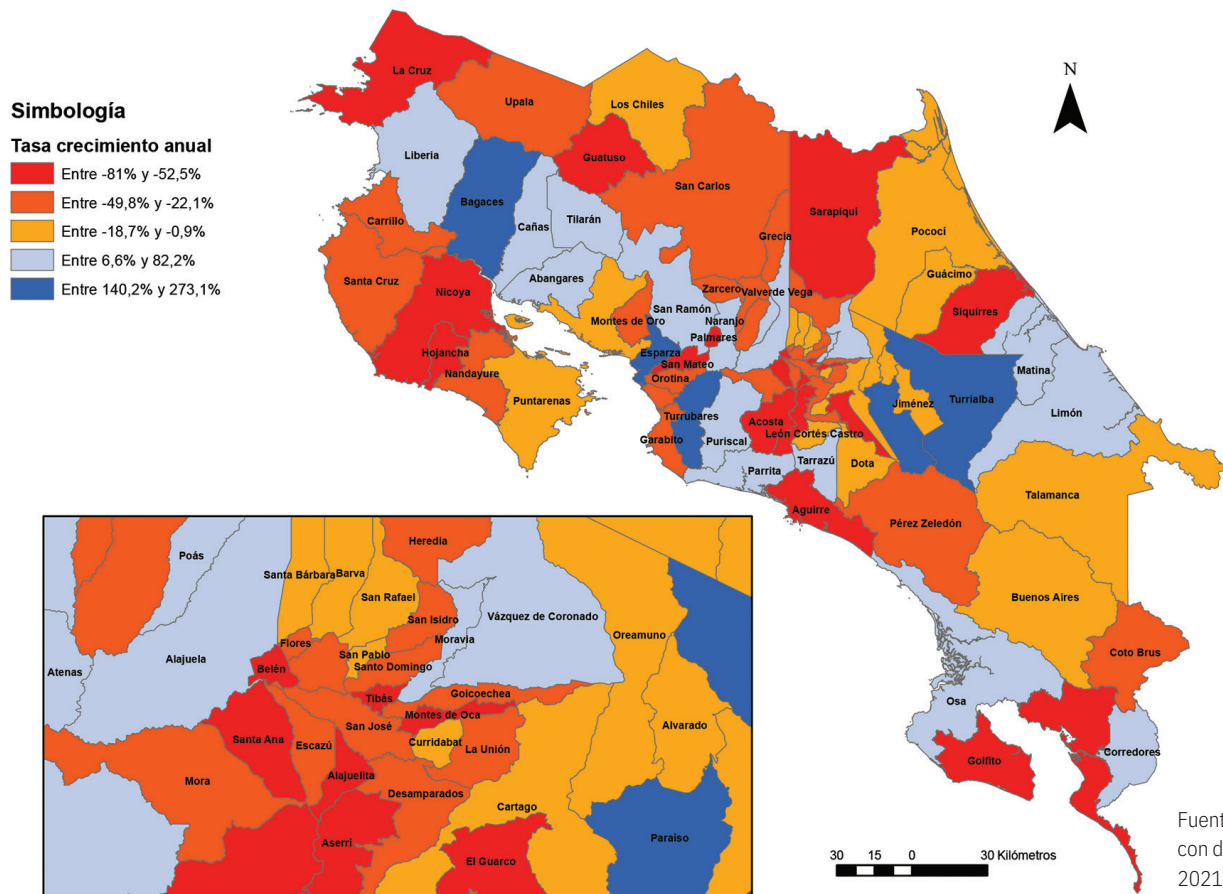 N
Simbología
Tasa crecimiento anual
Entre -81% y -52,5%
Entre -49,8% y -22,1%
Entre -18,7% y -0,9%
Entre 6,6% y 82,2%
Entre 140,2% y 273,1%
La Cruz
Upala
Los Chiles
Liberia
Guatuso
Bagaces
San Carlos
Cañas
Tilarán
Sarapiquí
Carrillo
Grecia
Pococí
Santa Cruz
Abangares
Guácimo
Nicoya
Zarcero
Valverde Vega
San Ramón
Siquirres
Montes de Oro
Naranjo
Palmares
Esparza
Hojancha
San Mateo
Matina
Nandayure
Orotina
Jiménez
Turrialba
Puntarenas
Limón
Turrubares
Acosta
Garabito
Puriscal
León Cortés Castro
Tarrazú
Dota
Parrita
Talamanca
Aguirre
Pérez Zeledón
Buenos Aires
Coto Brus
Osa
Corredores
Golfito
Heredia
Poás
Santa Bárbara
Barva
San Rafael
San Isidro
Vázquez de Coronado
Oreamuno
Flores
Moravia
San Pablo
Santo Domingo
Atenas
Alajuela
Belén
Tibás
Goicoechea
Montes de Oca
San José
Alvarado
Santa Ana
Escazú
Curridabat
La Unión
Mora
Alajuelita
Desamparados
Cartago
Paraíso
Aserri
El Guarco
30 15 0 30 Kilómetros
Fuent
con d
2021